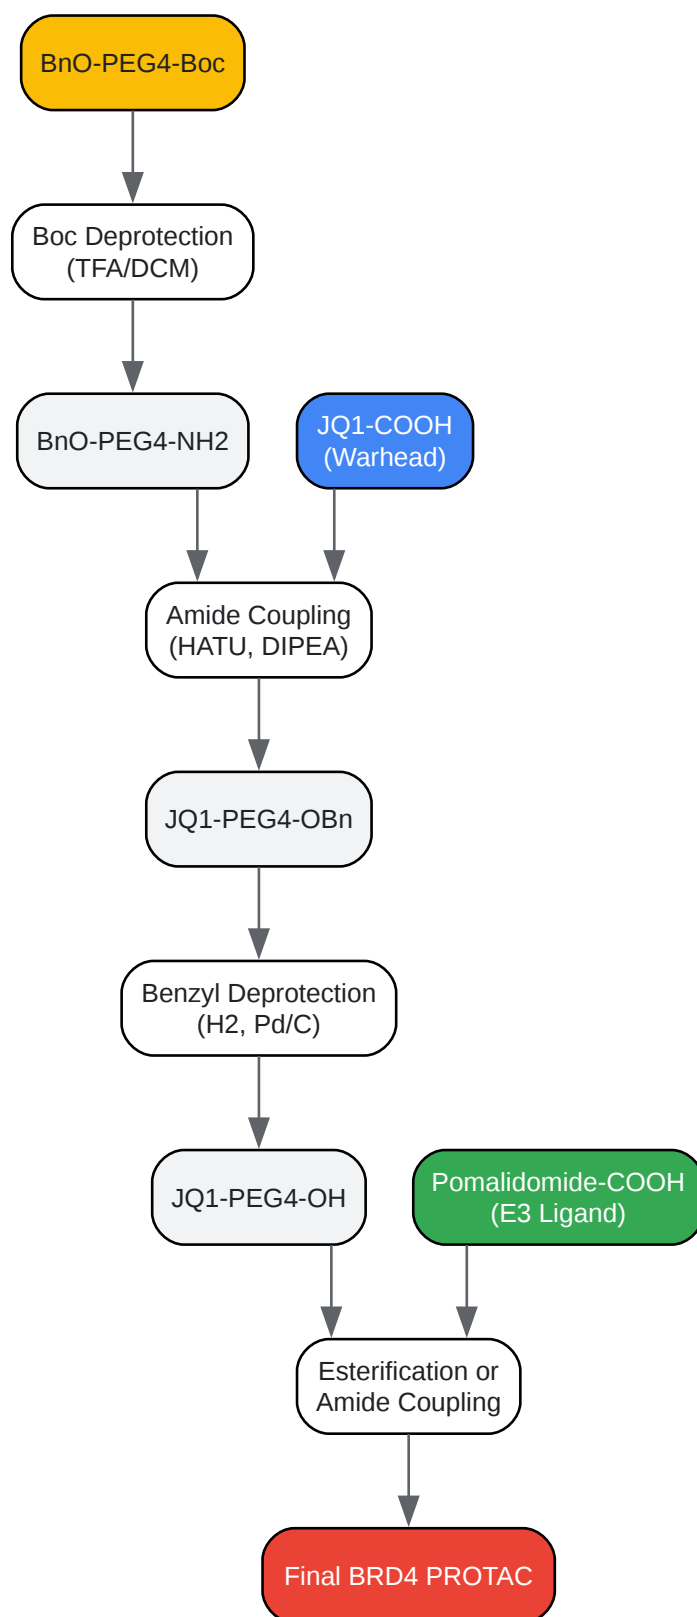 BnO-PEG4-Boc
Boc Deprotection
(TFA/DCM)
BnO-PEG4-NH2
JQ1-COOH
(Warhead)
Amide Coupling
(HATU, DIPEA)
JQ1-PEG4-OBn
Benzyl Deprotection
(H2, Pd/C)
JQ1-PEG4-OH
Pomalidomide-COOH
(E3 Ligand)
Esterification or
Amide Coupling
Final BRD4 PROTAC